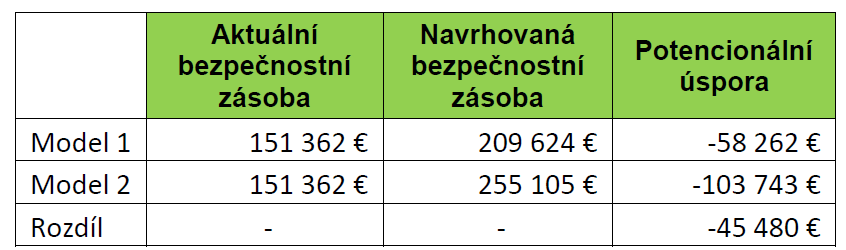 Aktuální bezpečnostní zásoba | Navrhovaná bezpečnostní zásoba | Potencionální úspora
Model 1 | 151 362 € | 209 624 € | -58 262 €
Model 2 | 151 362 € | 255 105 € | -103 743 €
Rozdíl | - | - | -45 480 €